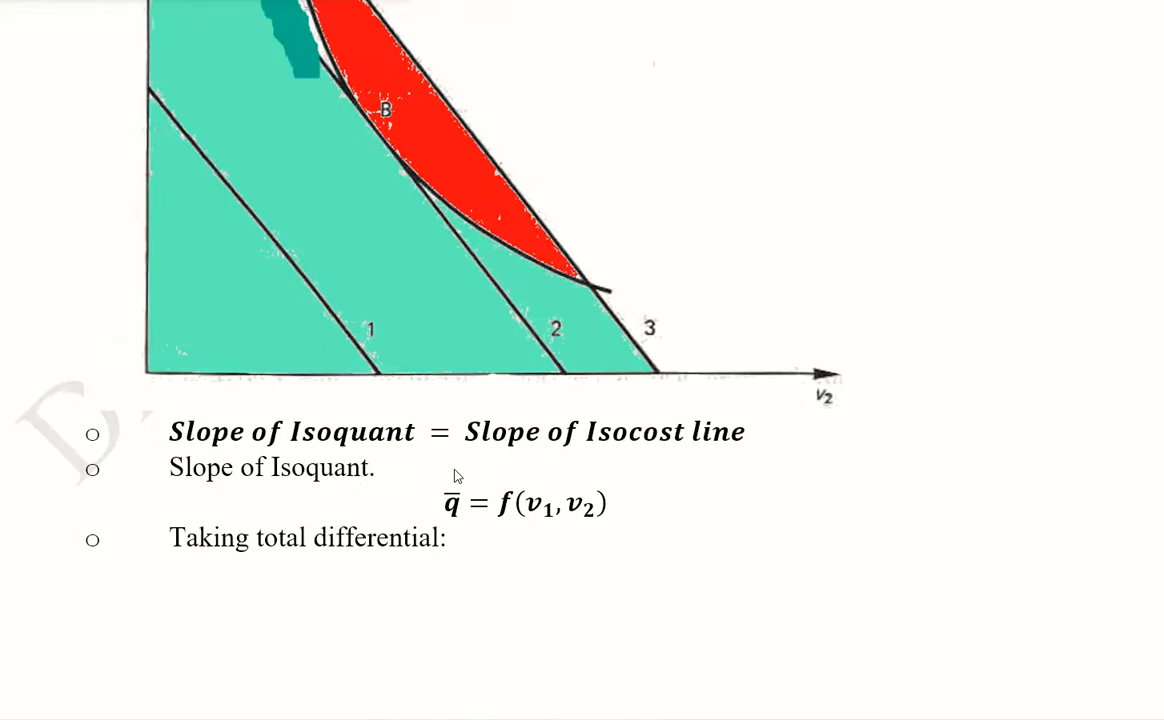 B
1
2
3
v₂
○ Slope of Isoquant = Slope of Isocost line
○ Slope of Isoquant.
q̅ = f(v₁, v₂)
○ Taking total differential: